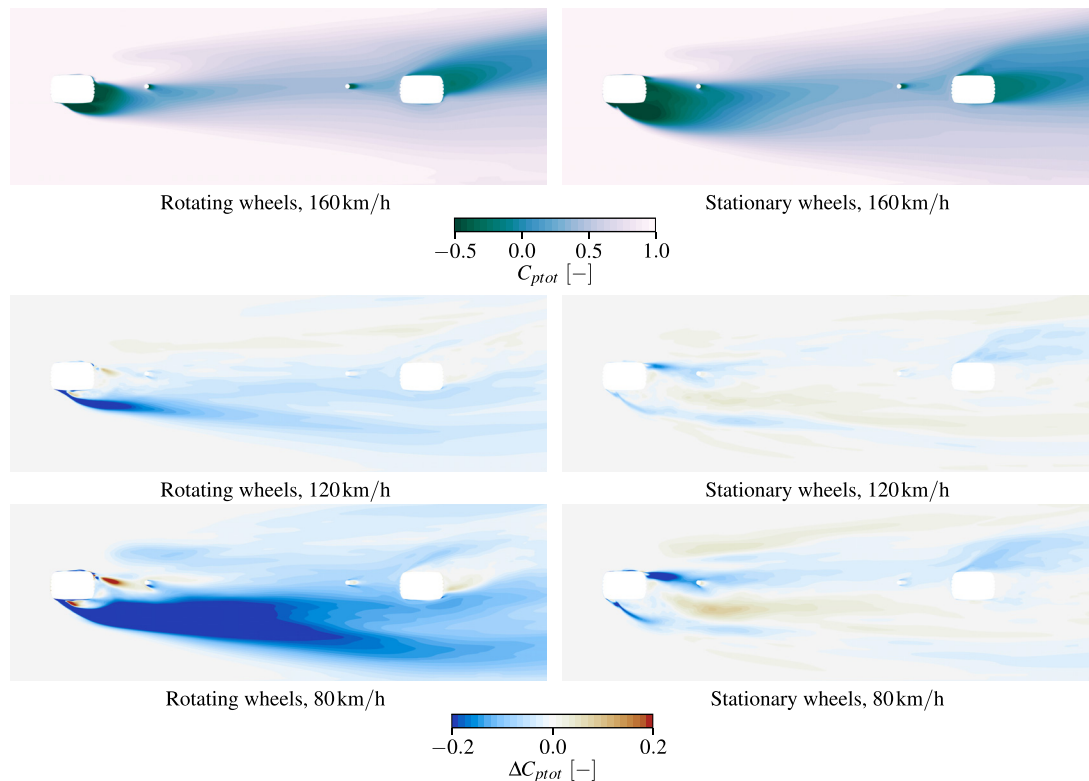 Rotating wheels, 160 km/h
Stationary wheels, 160 km/h
−0.5 0.0 0.5 1.0
C_ptot [−]
Rotating wheels, 120 km/h
Stationary wheels, 120 km/h
Rotating wheels, 80 km/h
Stationary wheels, 80 km/h
−0.2 0.0 0.2
ΔC_ptot [−]